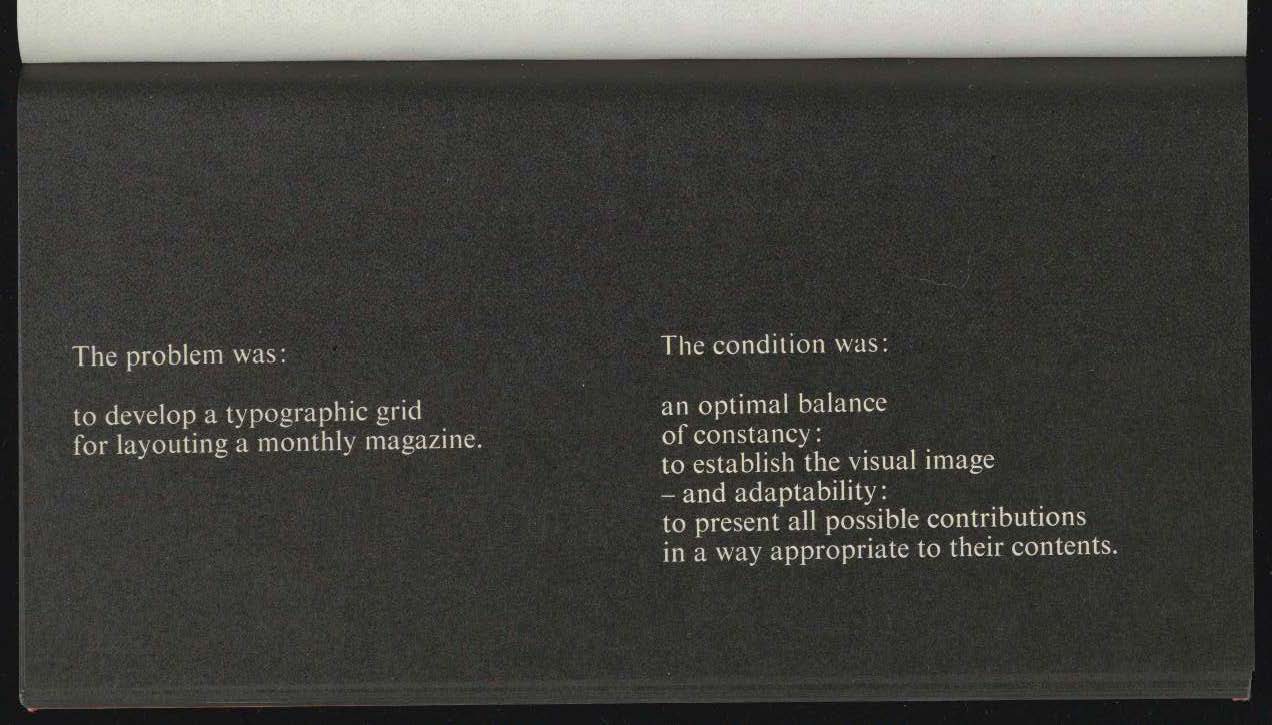 The problem was:
to develop a typographic grid
for layouting a monthly magazine.
The condition was:
an optimal balance
of constancy:
to establish the visual image
– and adaptability:
to present all possible contributions
in a way appropriate to their contents.